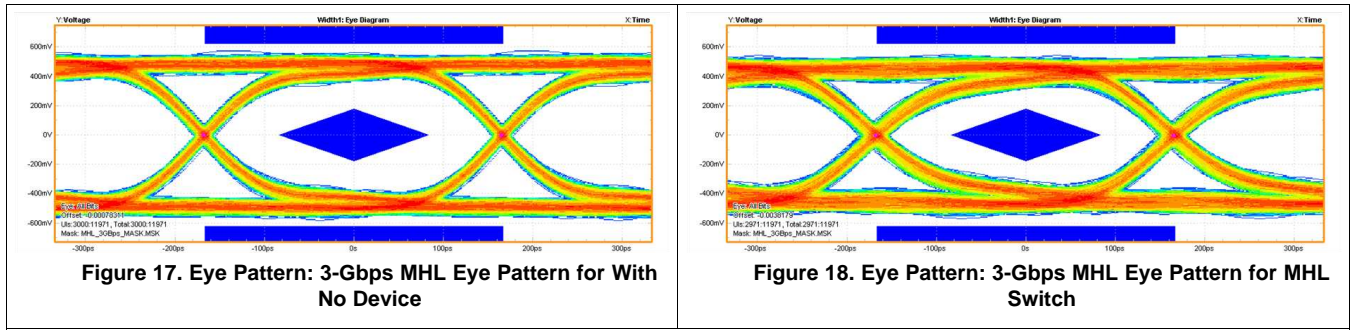 Y:Voltage Width1: Eye Diagram X:Time
600mV
400mV
200mV
0V
-200mV
-400mV
-600mV
Eye: All Bits
Offset: -0.00078311
UIs:3000:11971, Total:3000:11971
Mask: MHL_3GBps_MASK.MSK
-300ps -200ps -100ps 0s 100ps 200ps 300ps
Figure 17. Eye Pattern: 3-Gbps MHL Eye Pattern for With
No Device
Y:Voltage Width1: Eye Diagram X:Time
600mV
400mV
200mV
0V
-200mV
-400mV
-600mV
Eye: All Bits
Offset: -0.0038179
UIs:2971:11971, Total:2971:11971
Mask: MHL_3GBps_MASK.MSK
-300ps -200ps -100ps 0s 100ps 200ps 300ps
Figure 18. Eye Pattern: 3-Gbps MHL Eye Pattern for MHL
Switch